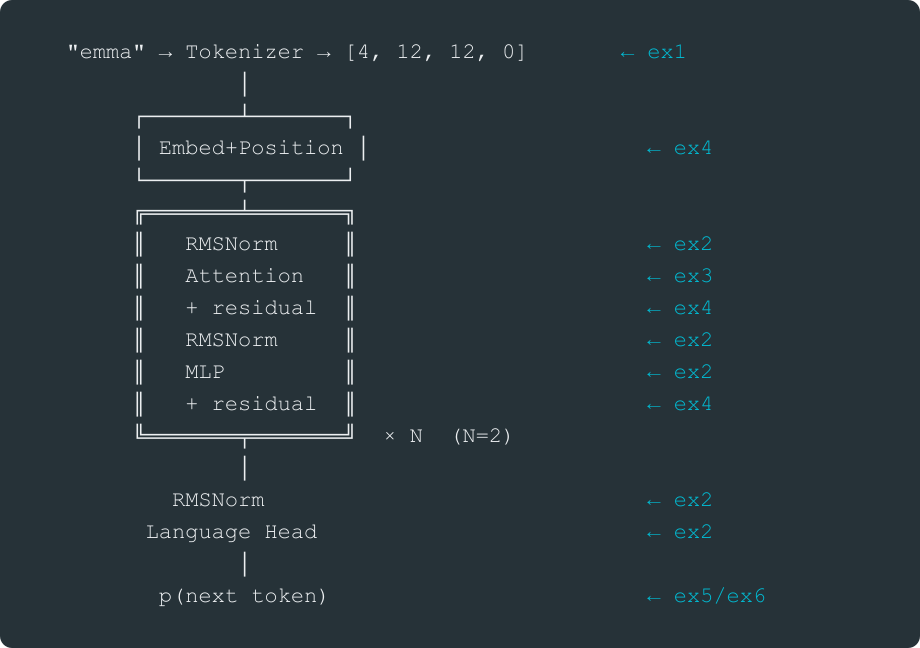 "emma" → Tokenizer → [4, 12, 12, 0] ← ex1
Embed+Position ← ex4
RMSNorm ← ex2
Attention ← ex3
+ residual ← ex4
RMSNorm ← ex2
MLP ← ex2
+ residual ← ex4
× N (N=2)
RMSNorm ← ex2
Language Head ← ex2
p(next token) ← ex5/ex6